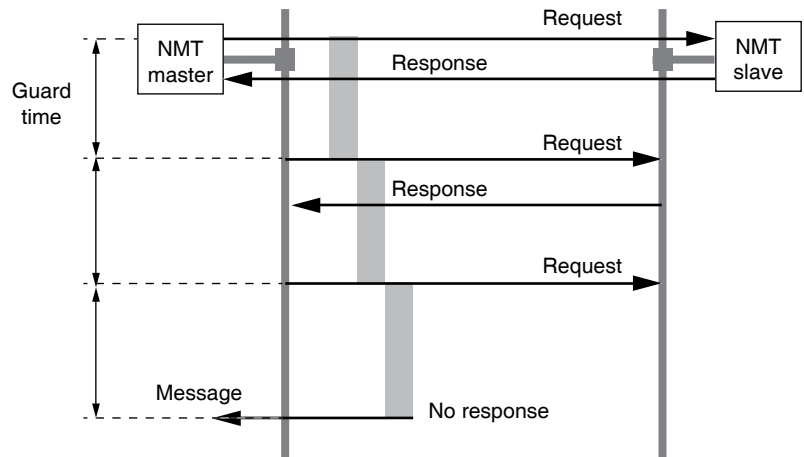 Request
NMT
master
NMT
slave
Response
Guard
time
Request
Response
Request
Message
No response